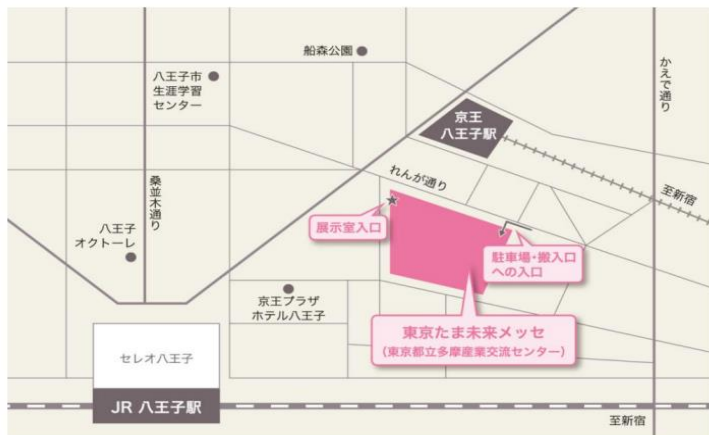 船森公園
八王子市
生涯学習
センター
かえで通り
京王
八王子駅
れんが通り
至新宿
桑並木通り
八王子
オクトーレ
展示室入口
駐車場・搬入口
への入口
京王プラザ
ホテル八王子
東京たま未来メッセ
（東京都立多摩産業交流センター）
セレオ八王子
JR 八王子駅
至新宿